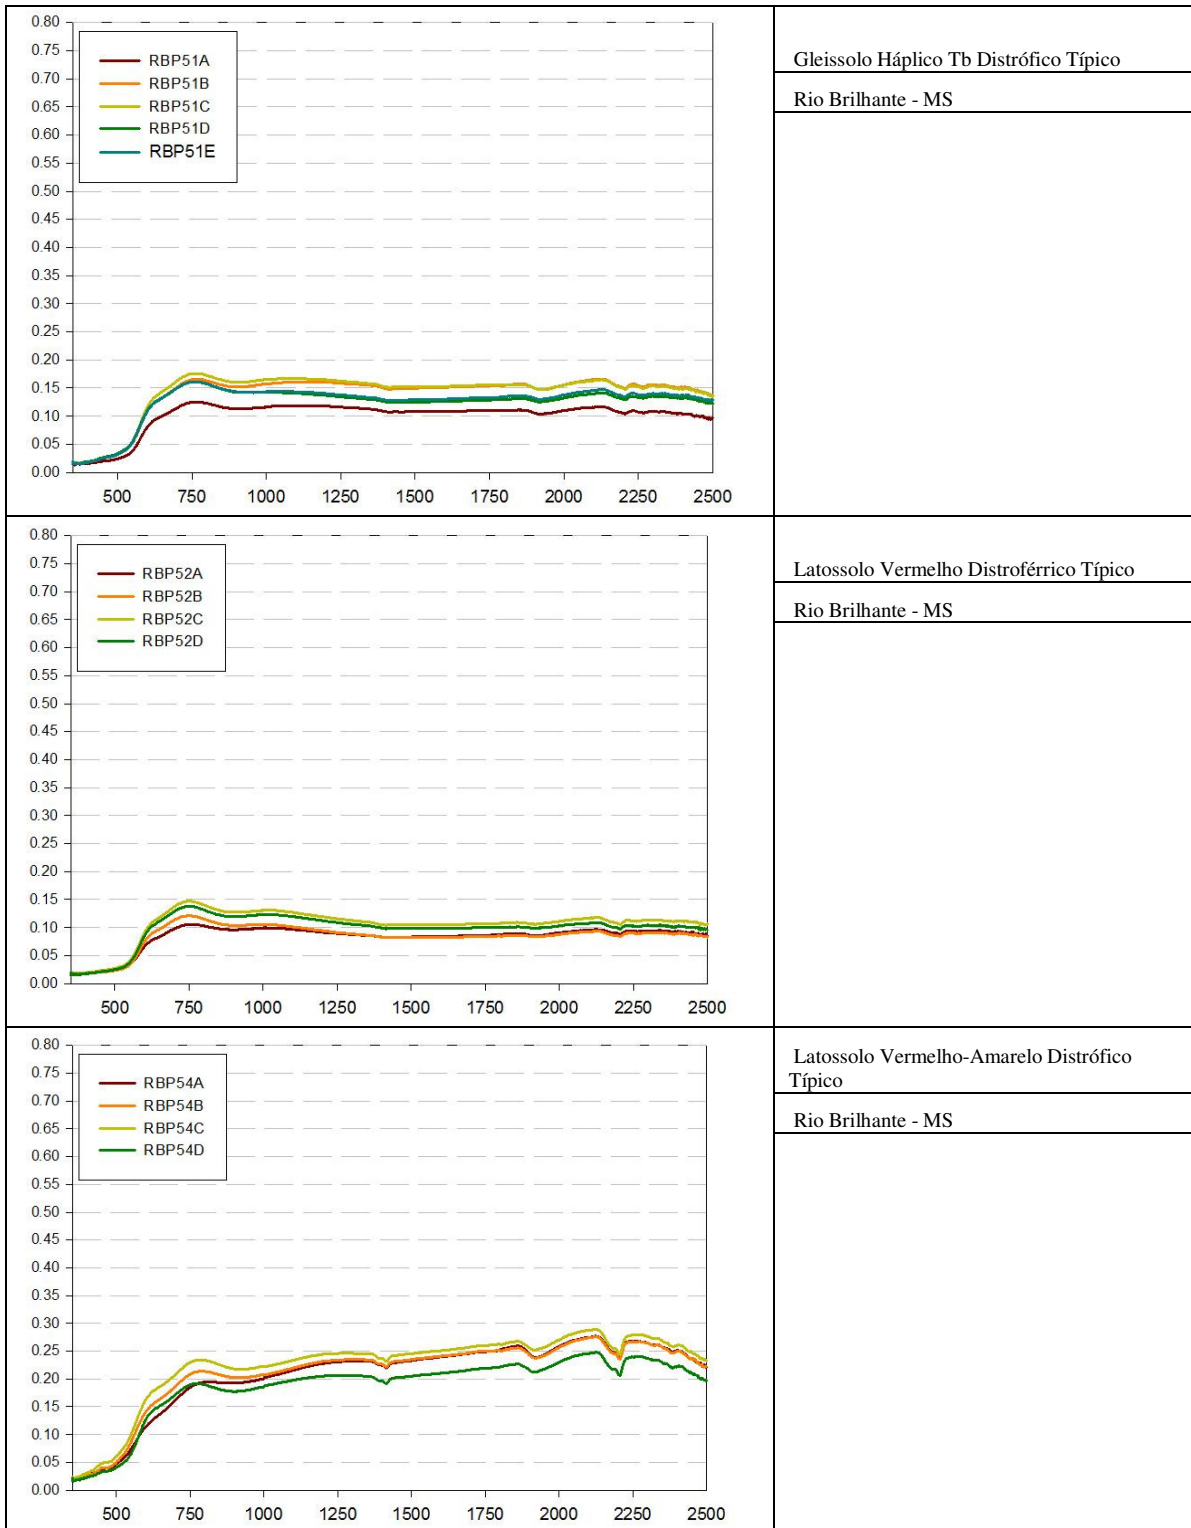 0.80
0.75
0.70
0.65
0.60
0.55
0.50
0.45
0.40
0.35
0.30
0.25
0.20
0.15
0.10
0.05
0.00
RBP51A
RBP51B
RBP51C
RBP51D
RBP51E
500 750 1000 1250 1500 1750 2000 2250 2500
Gleissolo Háplico Tb Distrófico Típico
Rio Brilhante - MS
0.80
0.75
0.70
0.65
0.60
0.55
0.50
0.45
0.40
0.35
0.30
0.25
0.20
0.15
0.10
0.05
0.00
RBP52A
RBP52B
RBP52C
RBP52D
500 750 1000 1250 1500 1750 2000 2250 2500
Latossolo Vermelho Distroférrico Típico
Rio Brilhante - MS
0.80
0.75
0.70
0.65
0.60
0.55
0.50
0.45
0.40
0.35
0.30
0.25
0.20
0.15
0.10
0.05
0.00
RBP54A
RBP54B
RBP54C
RBP54D
500 750 1000 1250 1500 1750 2000 2250 2500
Latossolo Vermelho-Amarelo Distrófico
Típico
Rio Brilhante - MS